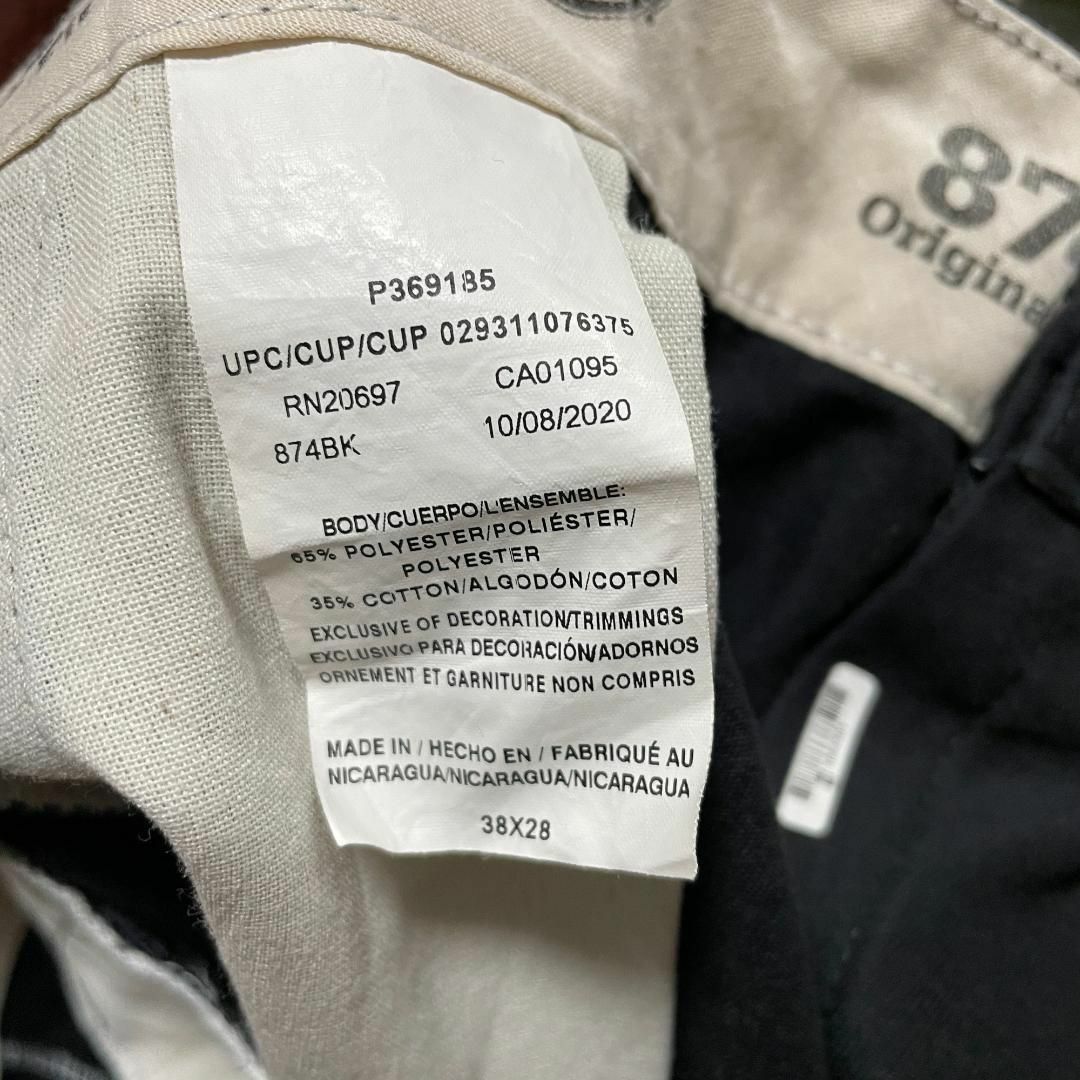 P369185
UPC/CUP/CUP 029311076375
RN20697 CA01095
874BK 10/08/2020
BODY/CUERPO/L'ENSEMBLE:
65% POLYESTER/POLIÉSTER/
POLYESTER
35% COTTON/ALGODÓN/COTON
EXCLUSIVE OF DECORATION/TRIMMINGS
EXCLUSIVO PARA DECORACIÓN/ADORNOS
ORNEMENT ET GARNITURE NON COMPRIS
MADE IN / HECHO EN / FABRIQUÉ AU
NICARAGUA/NICARAGUA/NICARAGUA
38X28
87
Origina